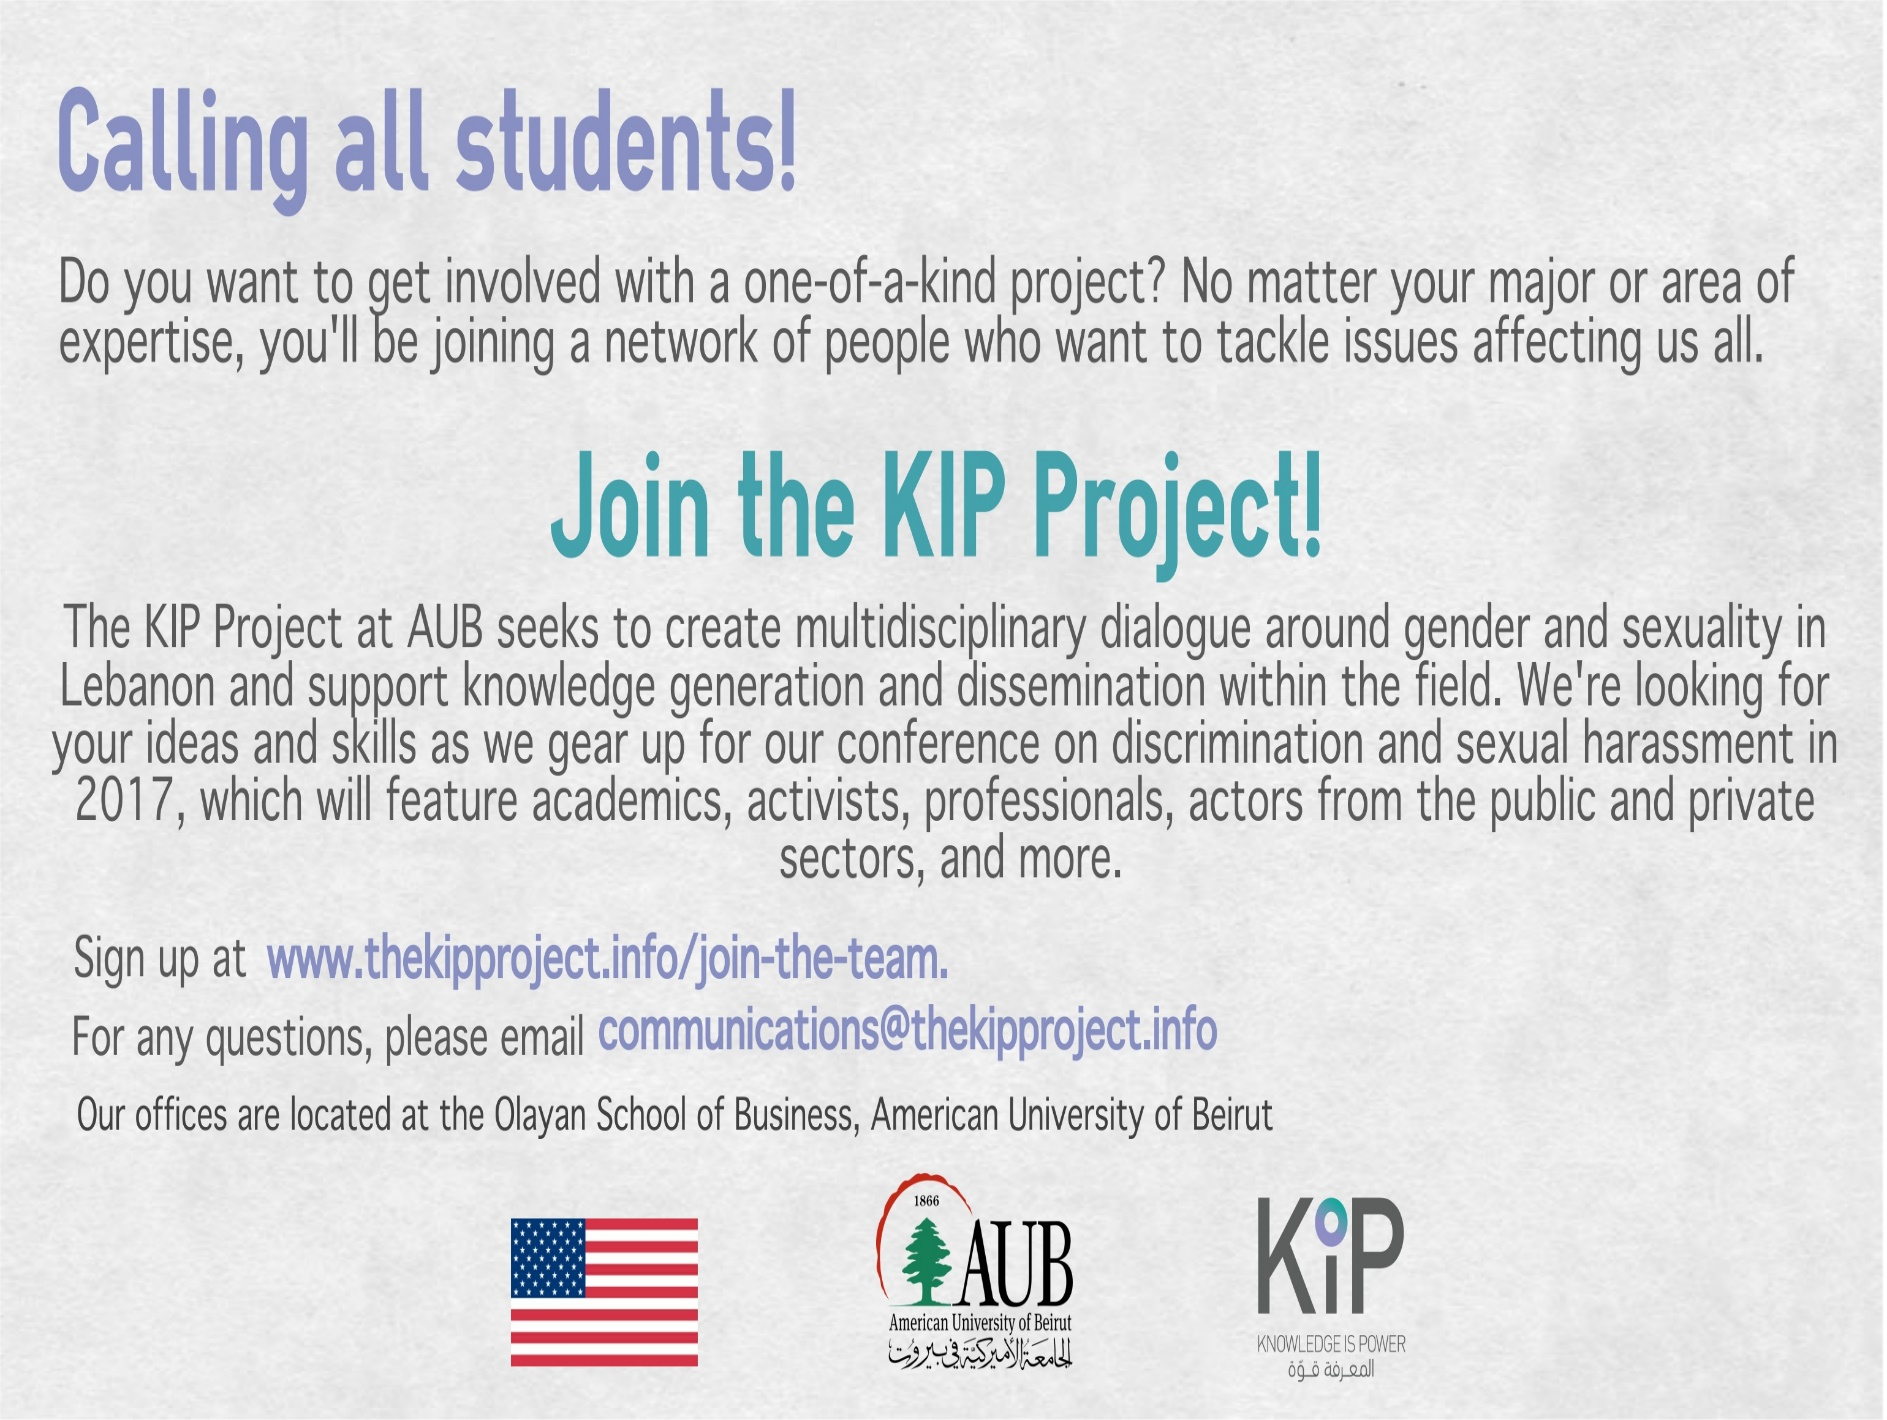 Calling all students!
Do you want to get involved with a one-of-a-kind project? No matter your major or area of
expertise, you'll be joining a network of people who want to tackle issues affecting us all.
Join the KIP Project!
The KIP Project at AUB seeks to create multidisciplinary dialogue around gender and sexuality in
Lebanon and support knowledge generation and dissemination within the field. We're looking for
your ideas and skills as we gear up for our conference on discrimination and sexual harassment in
2017, which will feature academics, activists, professionals, actors from the public and private
sectors, and more.
Sign up at www.thekipproject.info/join-the-team.
For any questions, please email communications@thekipproject.info
Our offices are located at the Olayan School of Business, American University of Beirut
1866
AUB
American University of Beirut
الجامعة الأميركيّة في بيروت
KiP
KNOWLEDGE IS POWER
المعرفة قوّة